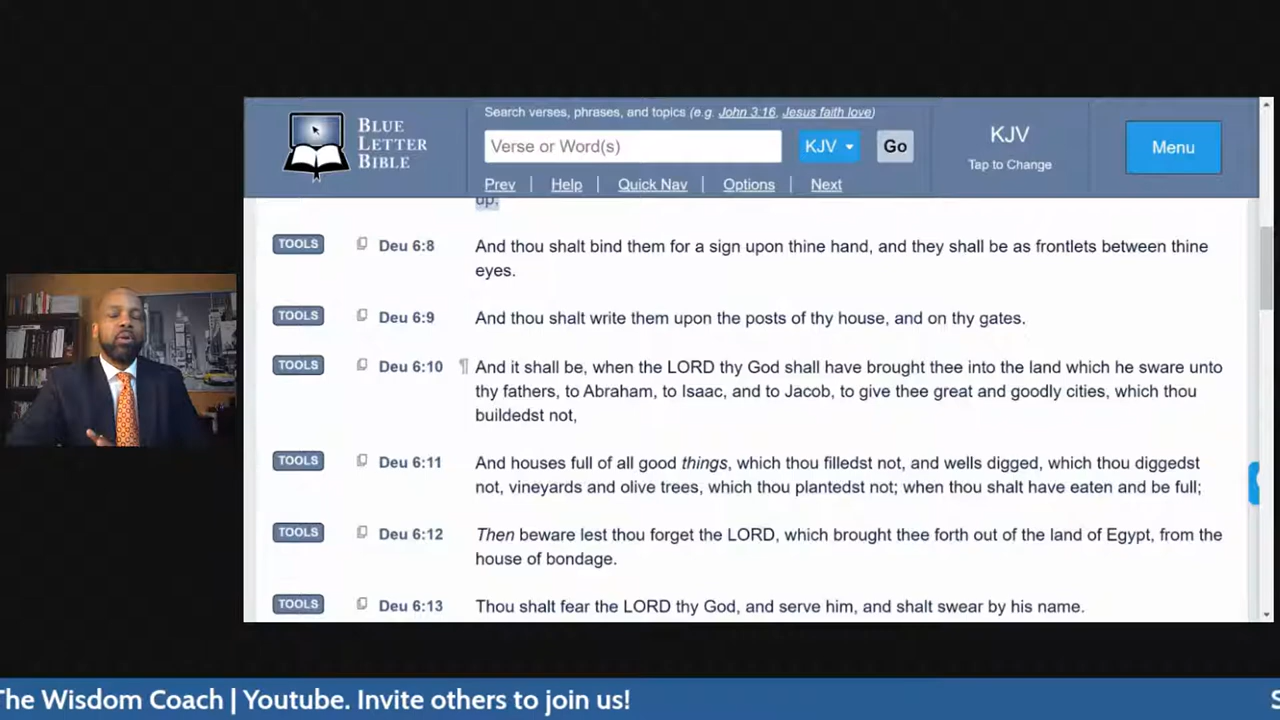 Search verses, phrases, and topics (e.g. John 3:16, Jesus faith love)
BLUE
LETTER
BIBLE
Verse or Word(s)
KJV
Go
KJV
Tap to Change
Menu
Prev | Help | Quick Nav | Options | Next
up.
TOOLS Deu 6:8 And thou shalt bind them for a sign upon thine hand, and they shall be as frontlets between thine
eyes.
TOOLS Deu 6:9 And thou shalt write them upon the posts of thy house, and on thy gates.
TOOLS Deu 6:10 ¶ And it shall be, when the LORD thy God shall have brought thee into the land which he sware unto
thy fathers, to Abraham, to Isaac, and to Jacob, to give thee great and goodly cities, which thou
buildedst not,
TOOLS Deu 6:11 And houses full of all good things, which thou filledst not, and wells digged, which thou diggedst
not, vineyards and olive trees, which thou plantedst not; when thou shalt have eaten and be full;
TOOLS Deu 6:12 Then beware lest thou forget the LORD, which brought thee forth out of the land of Egypt, from the
house of bondage.
TOOLS Deu 6:13 Thou shalt fear the LORD thy God, and serve him, and shalt swear by his name.
The Wisdom Coach | Youtube. Invite others to join us!
S